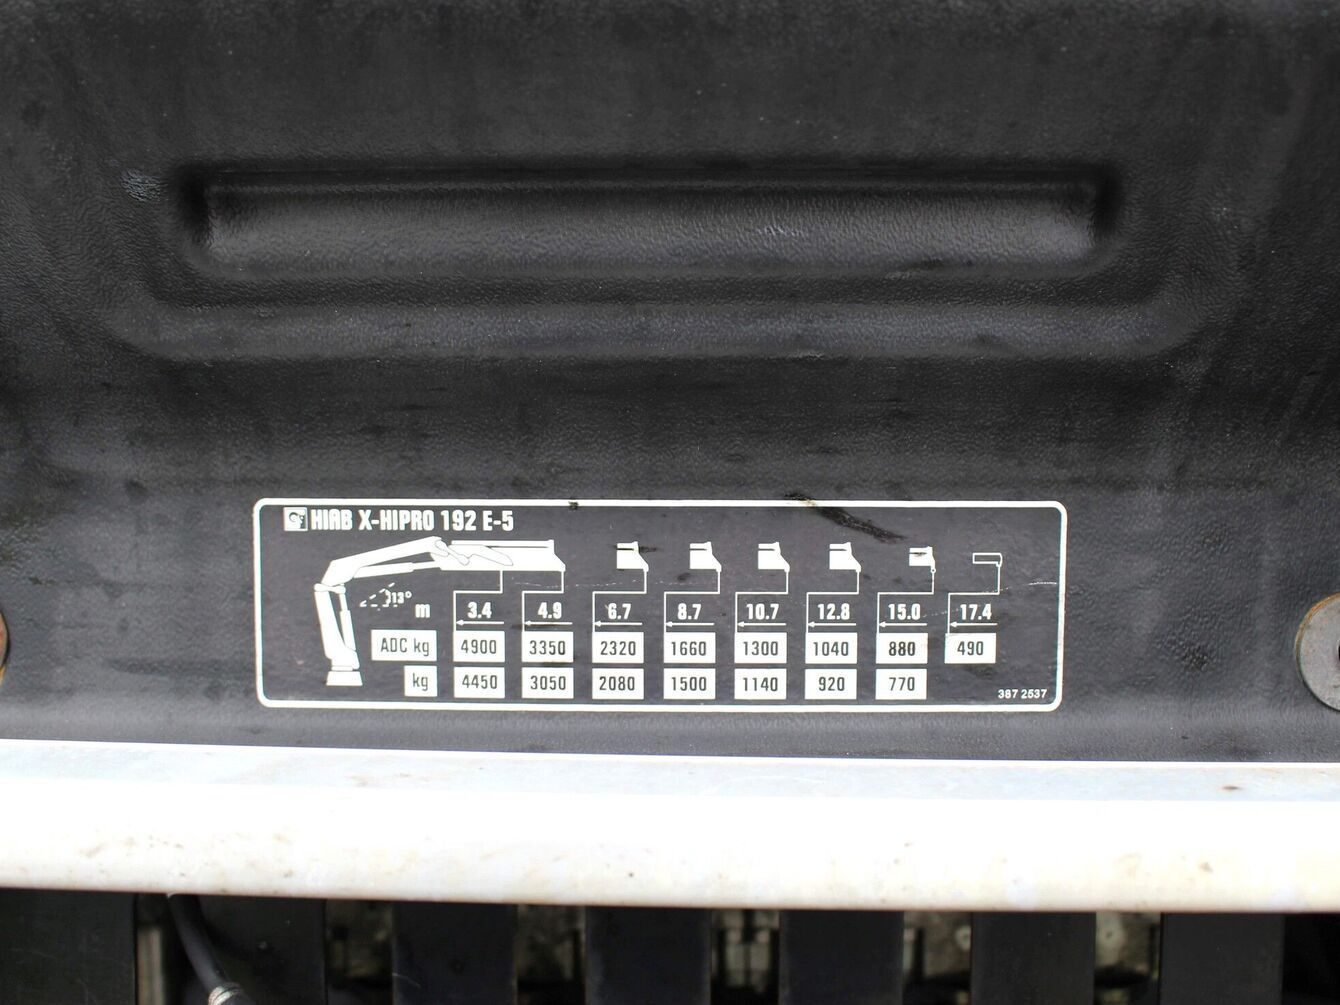 HIAB X-HIPRO 192 E-5
13°
m 3.4 4.9 6.7 8.7 10.7 12.8 15.0 17.4
ADC kg 4900 3350 2320 1660 1300 1040 880 490
kg 4450 3050 2080 1500 1140 920 770
387 2537